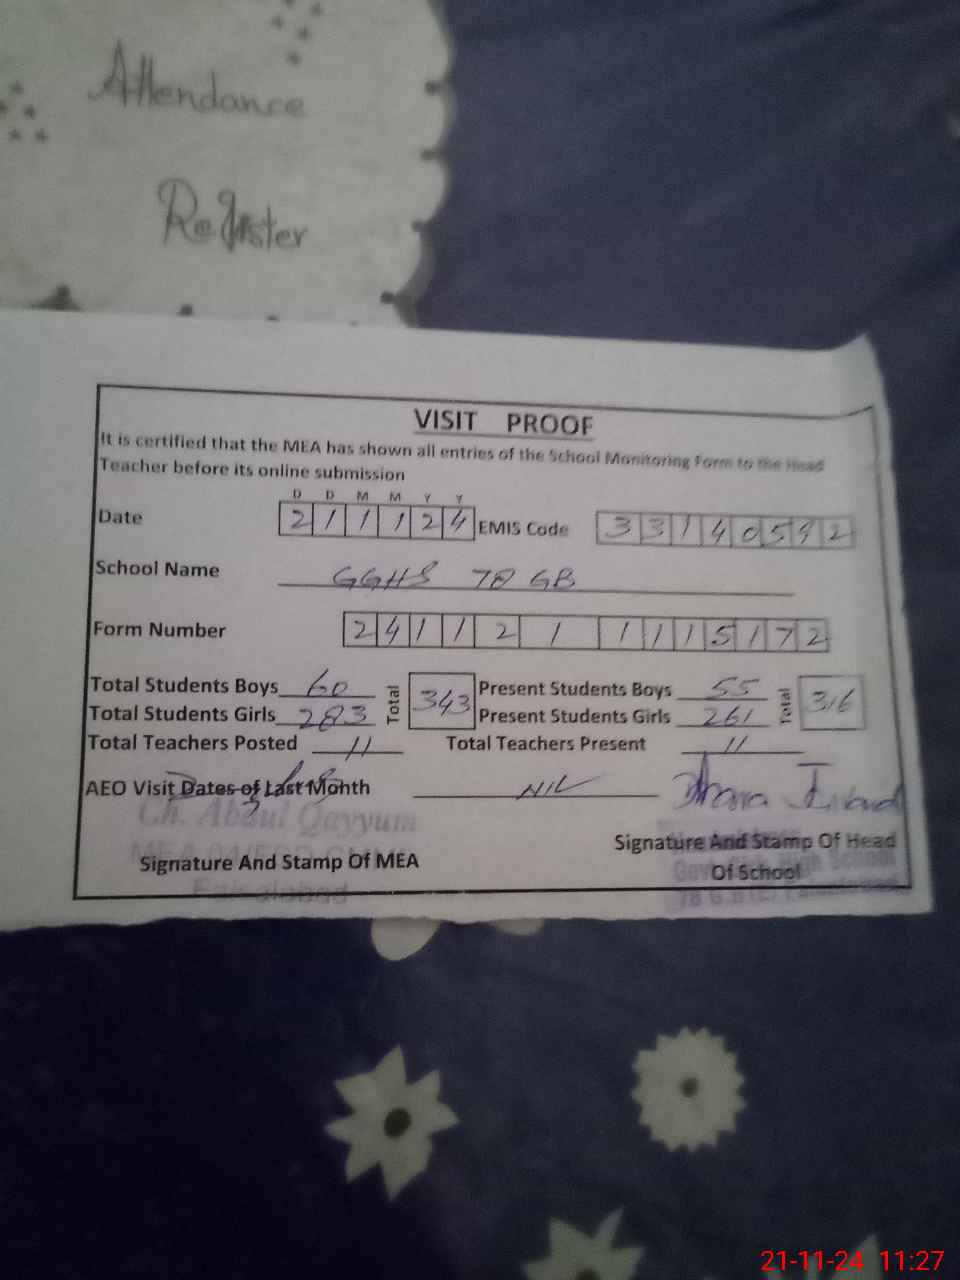 Attendance
Register
VISIT PROOF
It is certified that the MEA has shown all entries of the School Monitoring Form to the Head
Teacher before its online submission
D D M M Y Y
Date 2 1 1 1 2 4 EMIS Code 3 3 1 4 0 5 4 2
School Name GGHS 78 GB
Form Number 2 4 1 1 2 1 1 1 1 5 1 7 2
Total Students Boys 60 Total 343 Present Students Boys 55 Total 316
Total Students Girls 283 Present Students Girls 261
Total Teachers Posted 11 Total Teachers Present 11
AEO Visit Dates of Last Month NIL
Ch. Abdul Qayyum
Signature And Stamp Of MEA
Faisalabad
Signature And Stamp Of Head
Of School
High School
21-11-24 11:27